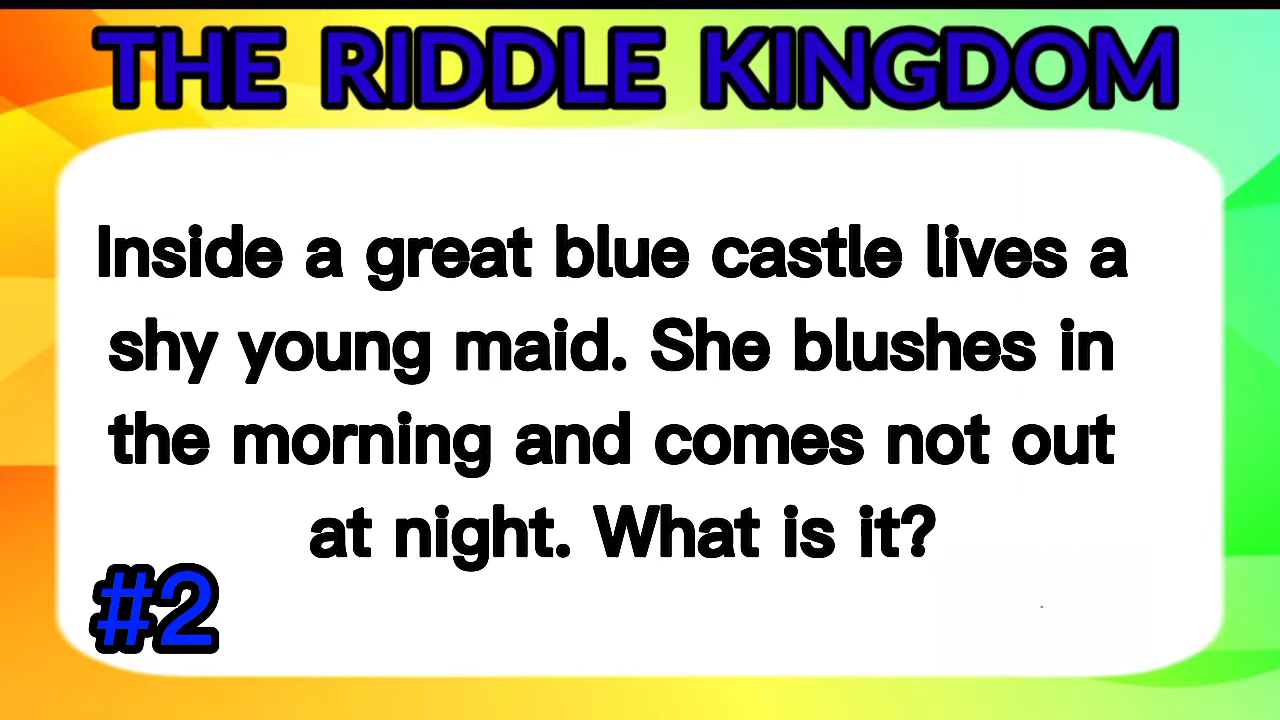 THE RIDDLE KINGDOM
Inside a great blue castle lives a
shy young maid. She blushes in
the morning and comes not out
at night. What is it?
#2